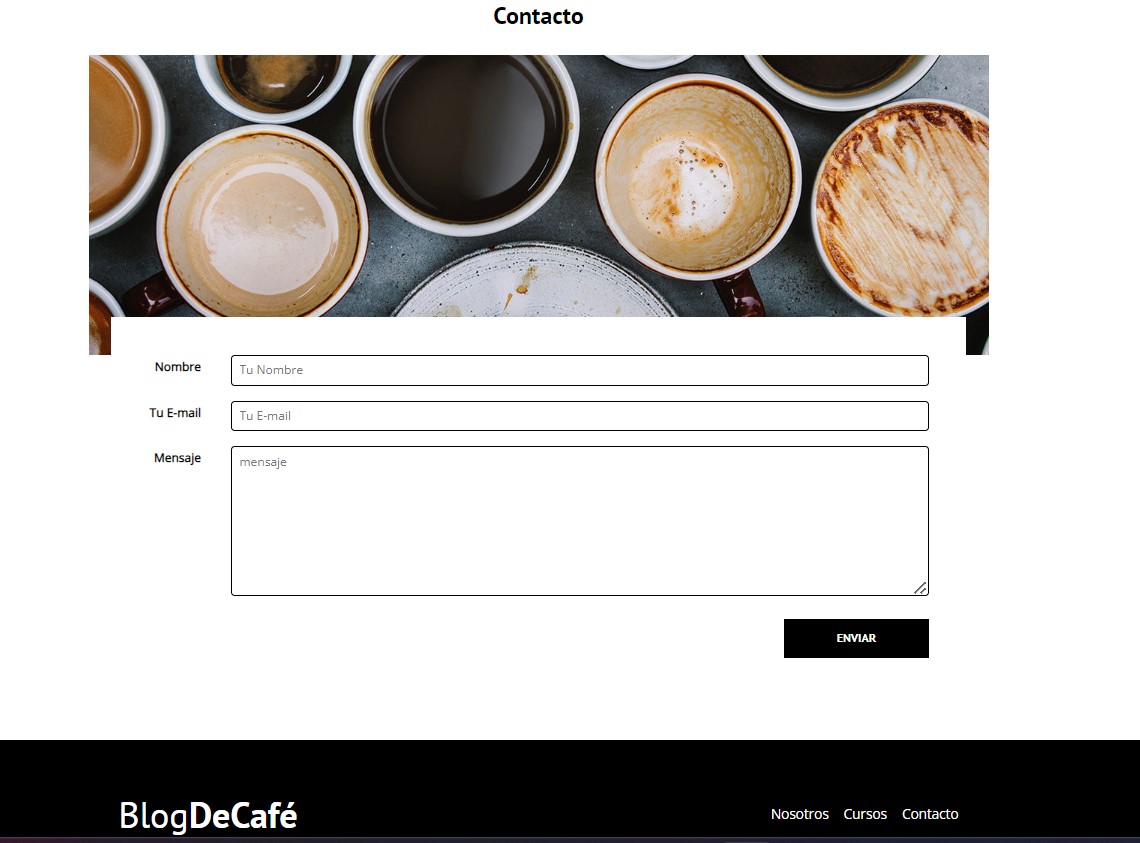 Contacto
Nombre
Tu Nombre
Tu E-mail
Tu E-mail
Mensaje
mensaje
ENVIAR
BlogDeCafé
Nosotros Cursos Contacto